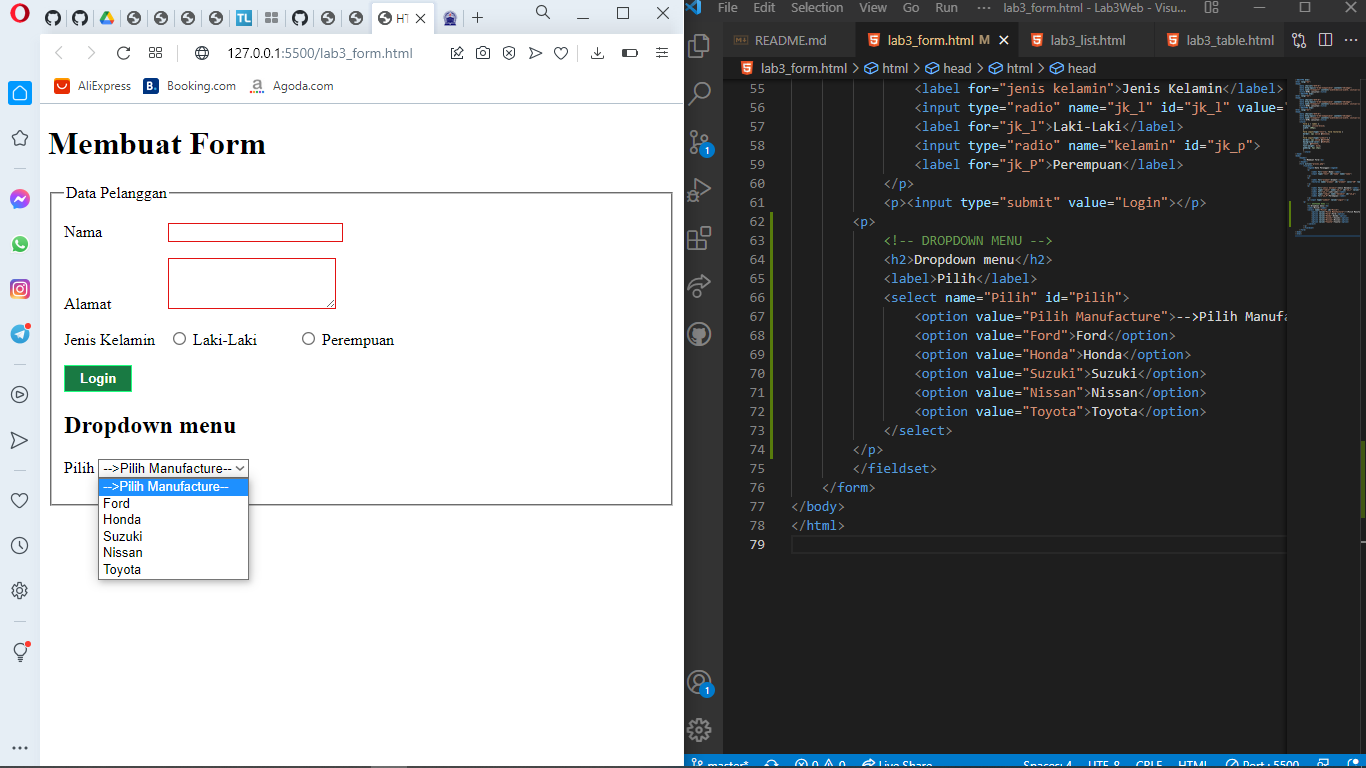 HT
127.0.0.1:5500/lab3_form.html
AliExpress
Booking.com
Agoda.com
Membuat Form
Data Pelanggan
Nama
Alamat
Jenis Kelamin Laki-Laki Perempuan
Login
Dropdown menu
Pilih -->Pilih Manufacture--
-->Pilih Manufacture--
Ford
Honda
Suzuki
Nissan
Toyota
File Edit Selection View Go Run ··· lab3_form.html - Lab3Web - Visu...
README.md lab3_form.html M lab3_list.html lab3_table.html
lab3_form.html > html > head > html > head
55 <label for="jenis kelamin">Jenis Kelamin</label>
56 <input type="radio" name="jk_l" id="jk_l" value="
57 <label for="jk_l">Laki-Laki</label>
58 <input type="radio" name="kelamin" id="jk_p">
59 <label for="jk_P">Perempuan</label>
60 </p>
61 <p><input type="submit" value="Login"></p>
62 <p>
63 <!-- DROPDOWN MENU -->
64 <h2>Dropdown menu</h2>
65 <label>Pilih</label>
66 <select name="Pilih" id="Pilih">
67 <option value="Pilih Manufacture">-->Pilih Manufa
68 <option value="Ford">Ford</option>
69 <option value="Honda">Honda</option>
70 <option value="Suzuki">Suzuki</option>
71 <option value="Nissan">Nissan</option>
72 <option value="Toyota">Toyota</option>
73 </select>
74 </p>
75 </fieldset>
76 </form>
77 </body>
78 </html>
79
1
1
master* 0 0 Live Share Spaces: 4 UTF-8 CRLF HTML Port : 5500